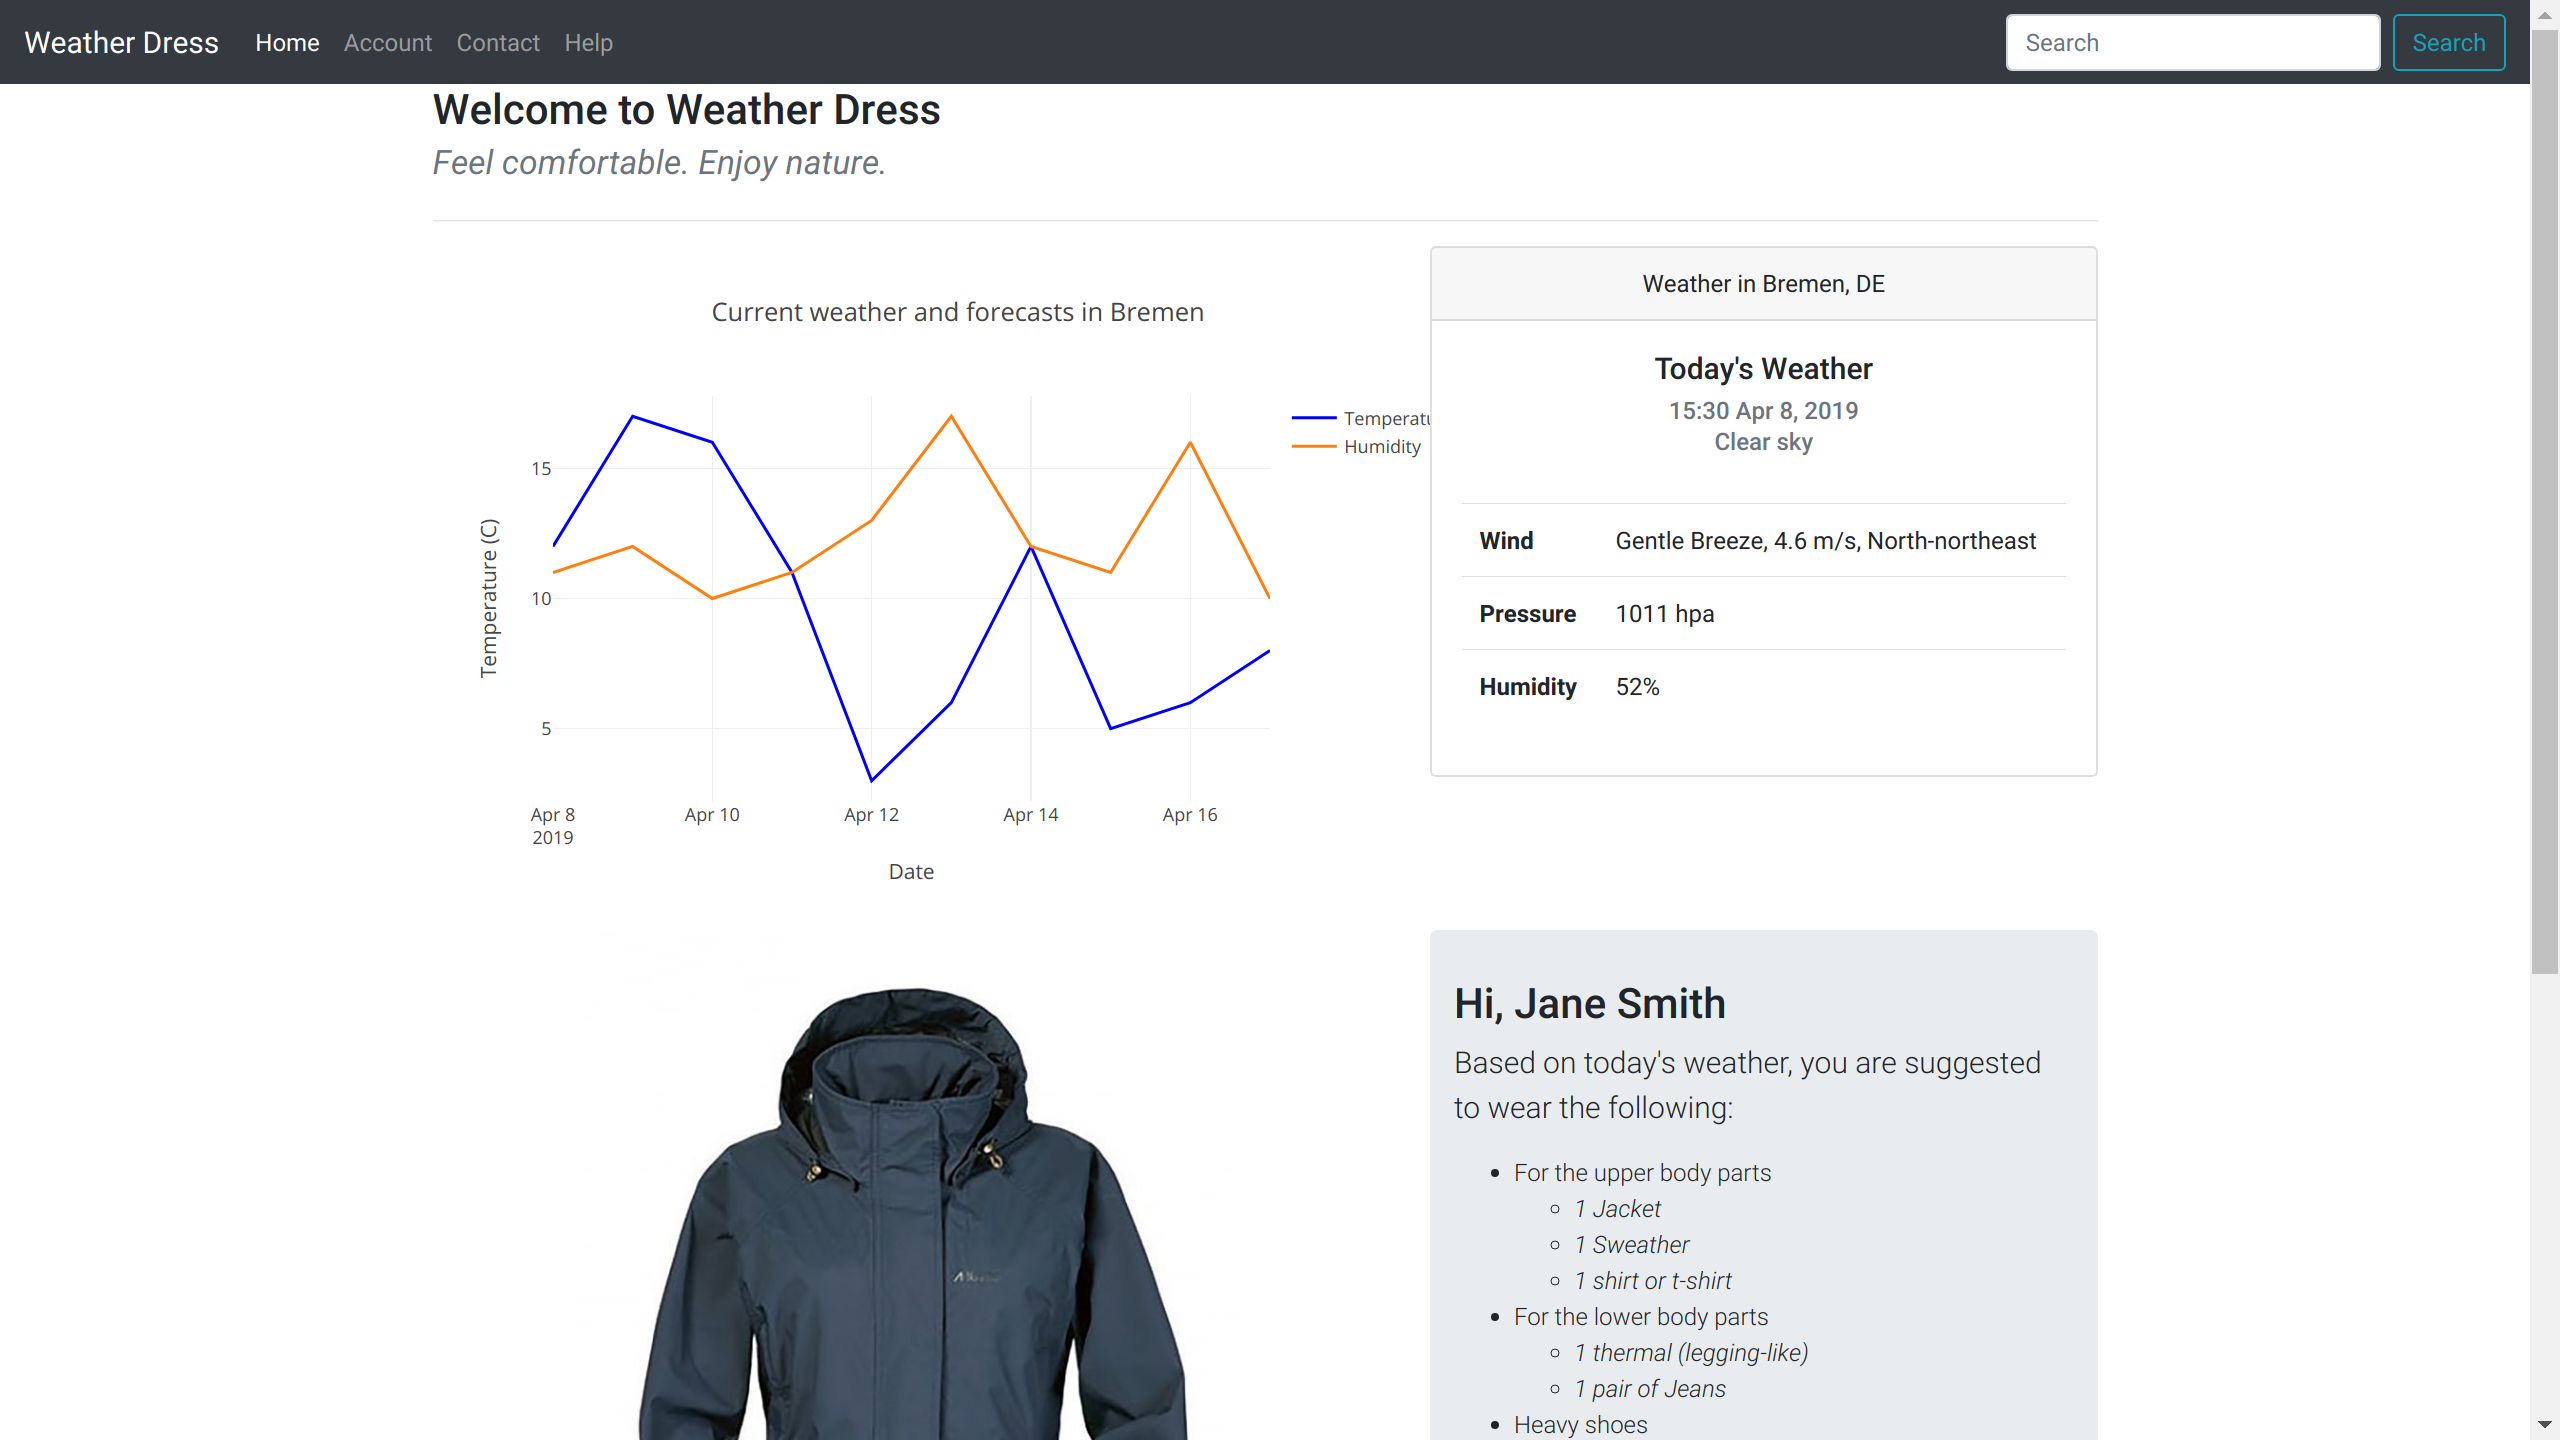 Weather Dress Home Account Contact Help Search Search
Welcome to Weather Dress
Feel comfortable. Enjoy nature.
Current weather and forecasts in Bremen
Temperatu
Humidity
15
10
5
Temperature (C)
Apr 8 Apr 10 Apr 12 Apr 14 Apr 16
2019
Date
Weather in Bremen, DE
Today's Weather
15:30 Apr 8, 2019
Clear sky
Wind Gentle Breeze, 4.6 m/s, North-northeast
Pressure 1011 hpa
Humidity 52%
Hi, Jane Smith
Based on today's weather, you are suggested
to wear the following:
For the upper body parts
1 Jacket
1 Sweather
1 shirt or t-shirt
For the lower body parts
1 thermal (legging-like)
1 pair of Jeans
Heavy shoes